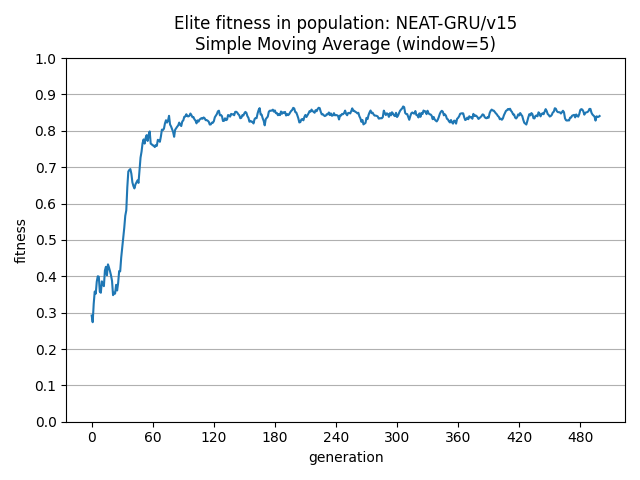 Elite fitness in population: NEAT-GRU/v15
Simple Moving Average (window=5)
1.0
0.9
0.8
0.7
0.6
0.5
0.4
0.3
0.2
0.1
0.0
fitness
0 60 120 180 240 300 360 420 480
generation